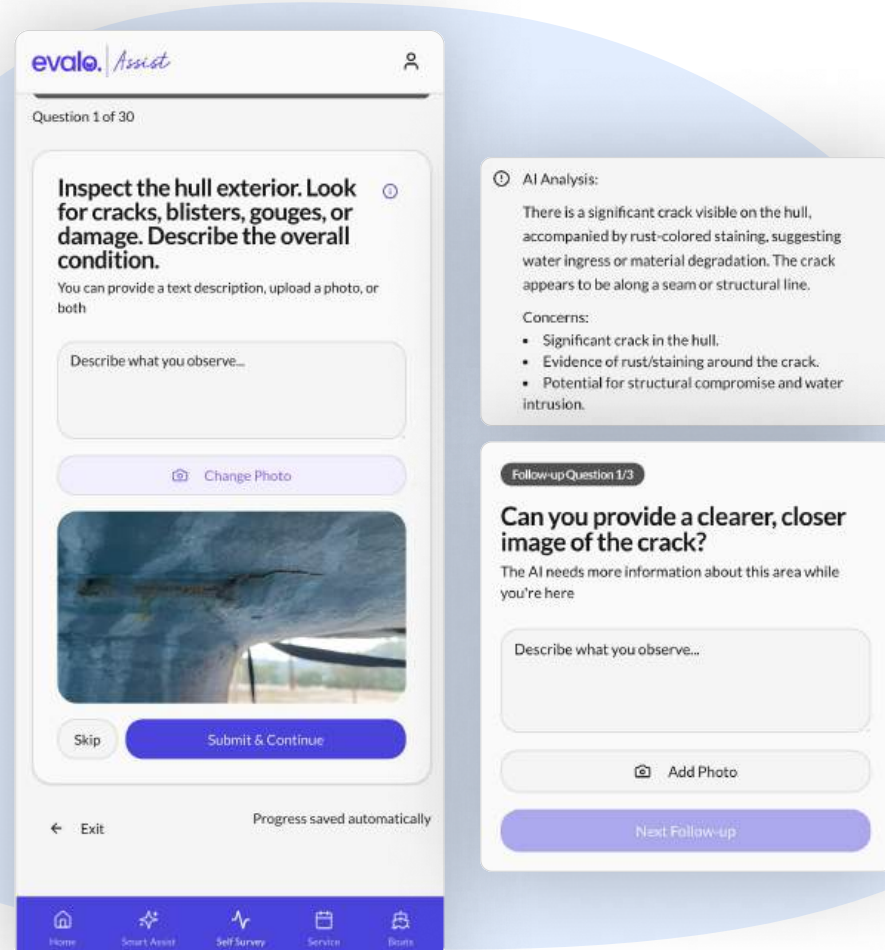 evalo. Assist
Question 1 of 30
Inspect the hull exterior. Look
for cracks, blisters, gouges, or
damage. Describe the overall
condition.
You can provide a text description, upload a photo, or
both
Describe what you observe...
Change Photo
Skip
Submit & Continue
Exit
Progress saved automatically
Home
Smart Assist
Self Survey
Service
Boats
AI Analysis:
There is a significant crack visible on the hull,
accompanied by rust-colored staining, suggesting
water ingress or material degradation. The crack
appears to be along a seam or structural line.
Concerns:
• Significant crack in the hull.
• Evidence of rust/staining around the crack.
• Potential for structural compromise and water
intrusion.
Follow-up Question 1/3
Can you provide a clearer, closer
image of the crack?
The AI needs more information about this area while
you're here
Describe what you observe...
Add Photo
Next Follow-up